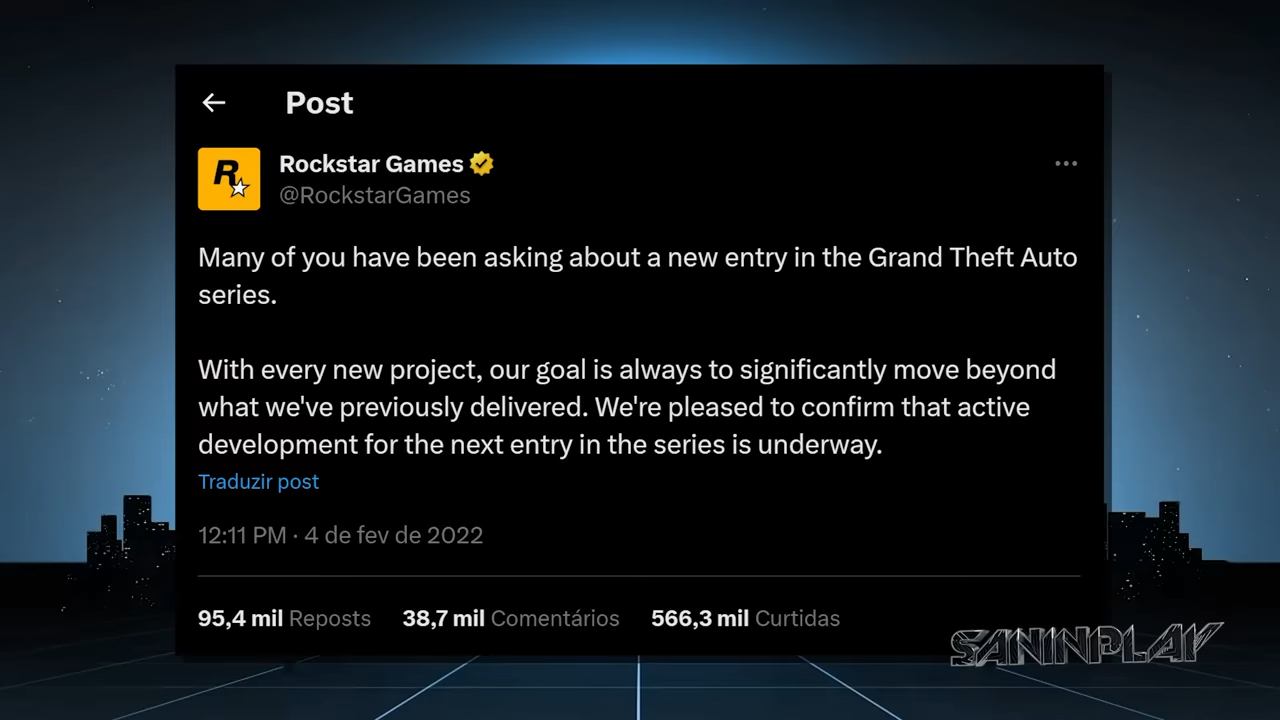 Post
R
Rockstar Games
@RockstarGames
Many of you have been asking about a new entry in the Grand Theft Auto
series.
With every new project, our goal is always to significantly move beyond
what we've previously delivered. We're pleased to confirm that active
development for the next entry in the series is underway.
Traduzir post
12:11 PM · 4 de fev de 2022
95,4 mil Reposts 38,7 mil Comentários 566,3 mil Curtidas
SANINPLAY